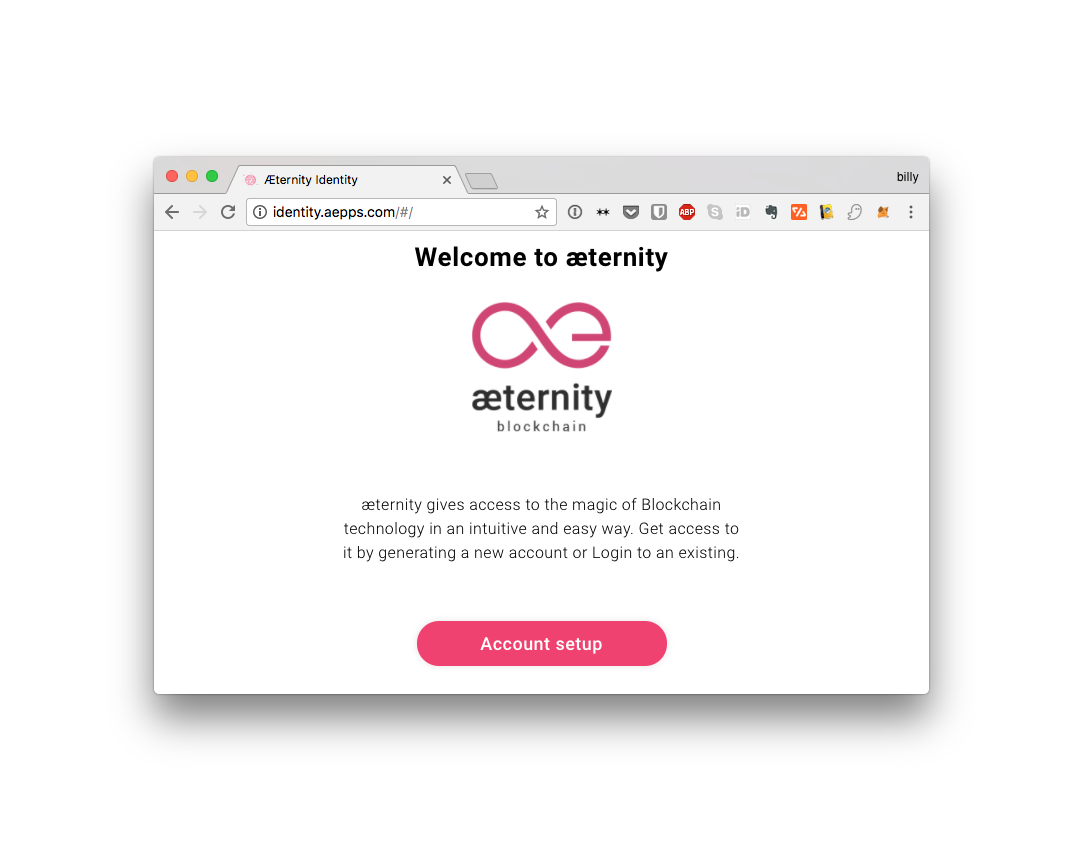 Æternity Identity
billy
identity.aepps.com/#/
ABP
S
iD
Welcome to æternity
æ
æternity
blockchain
æternity gives access to the magic of Blockchain
technology in an intuitive and easy way. Get access to
it by generating a new account or Login to an existing.
Account setup